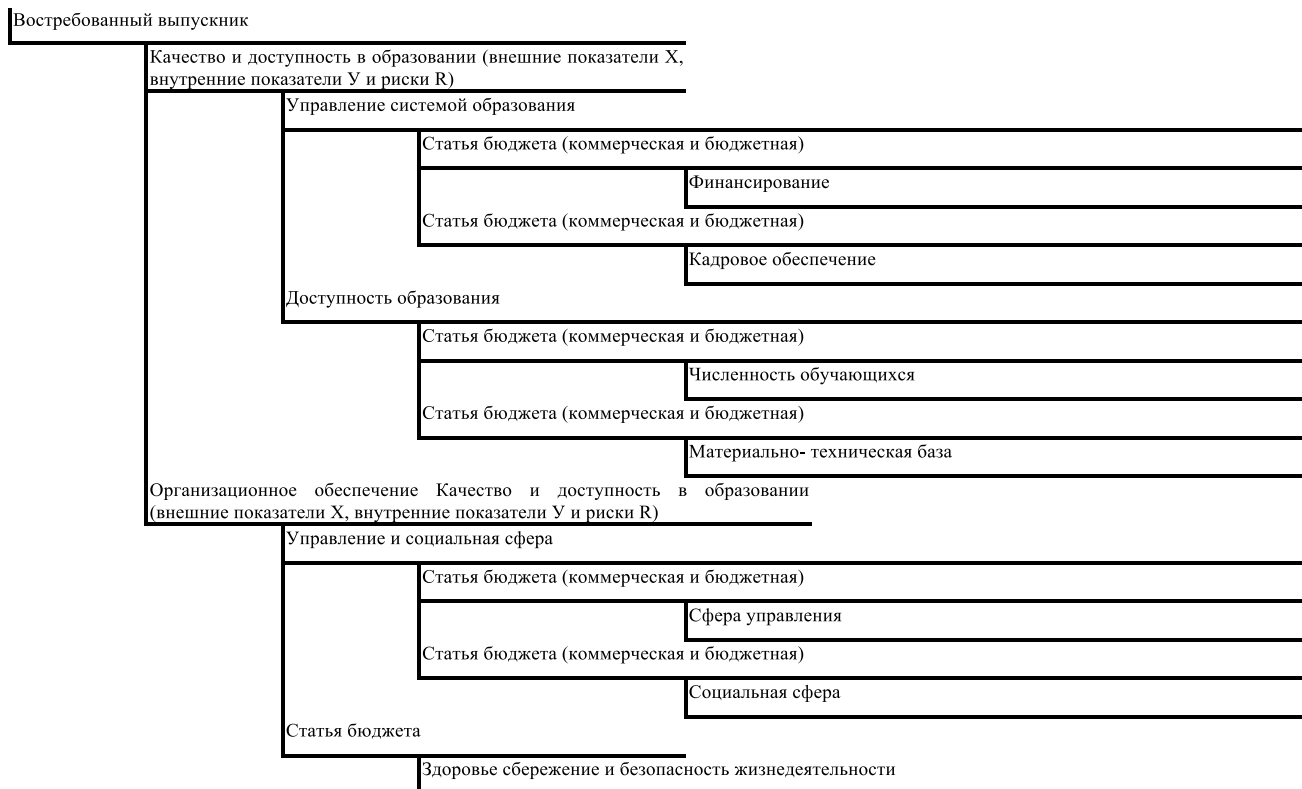 Востребованный выпускник
Качество и доступность в образовании (внешние показатели X,
внутренние показатели У и риски R)
Управление системой образования
Статья бюджета (коммерческая и бюджетная)
Финансирование
Статья бюджета (коммерческая и бюджетная)
Кадровое обеспечение
Доступность образования
Статья бюджета (коммерческая и бюджетная)
Численность обучающихся
Статья бюджета (коммерческая и бюджетная)
Материально- техническая база
Организационное обеспечение Качество и доступность в образовании
(внешние показатели X, внутренние показатели У и риски R)
Управление и социальная сфера
Статья бюджета (коммерческая и бюджетная)
Сфера управления
Статья бюджета (коммерческая и бюджетная)
Социальная сфера
Статья бюджета
Здоровье сбережение и безопасность жизнедеятельности